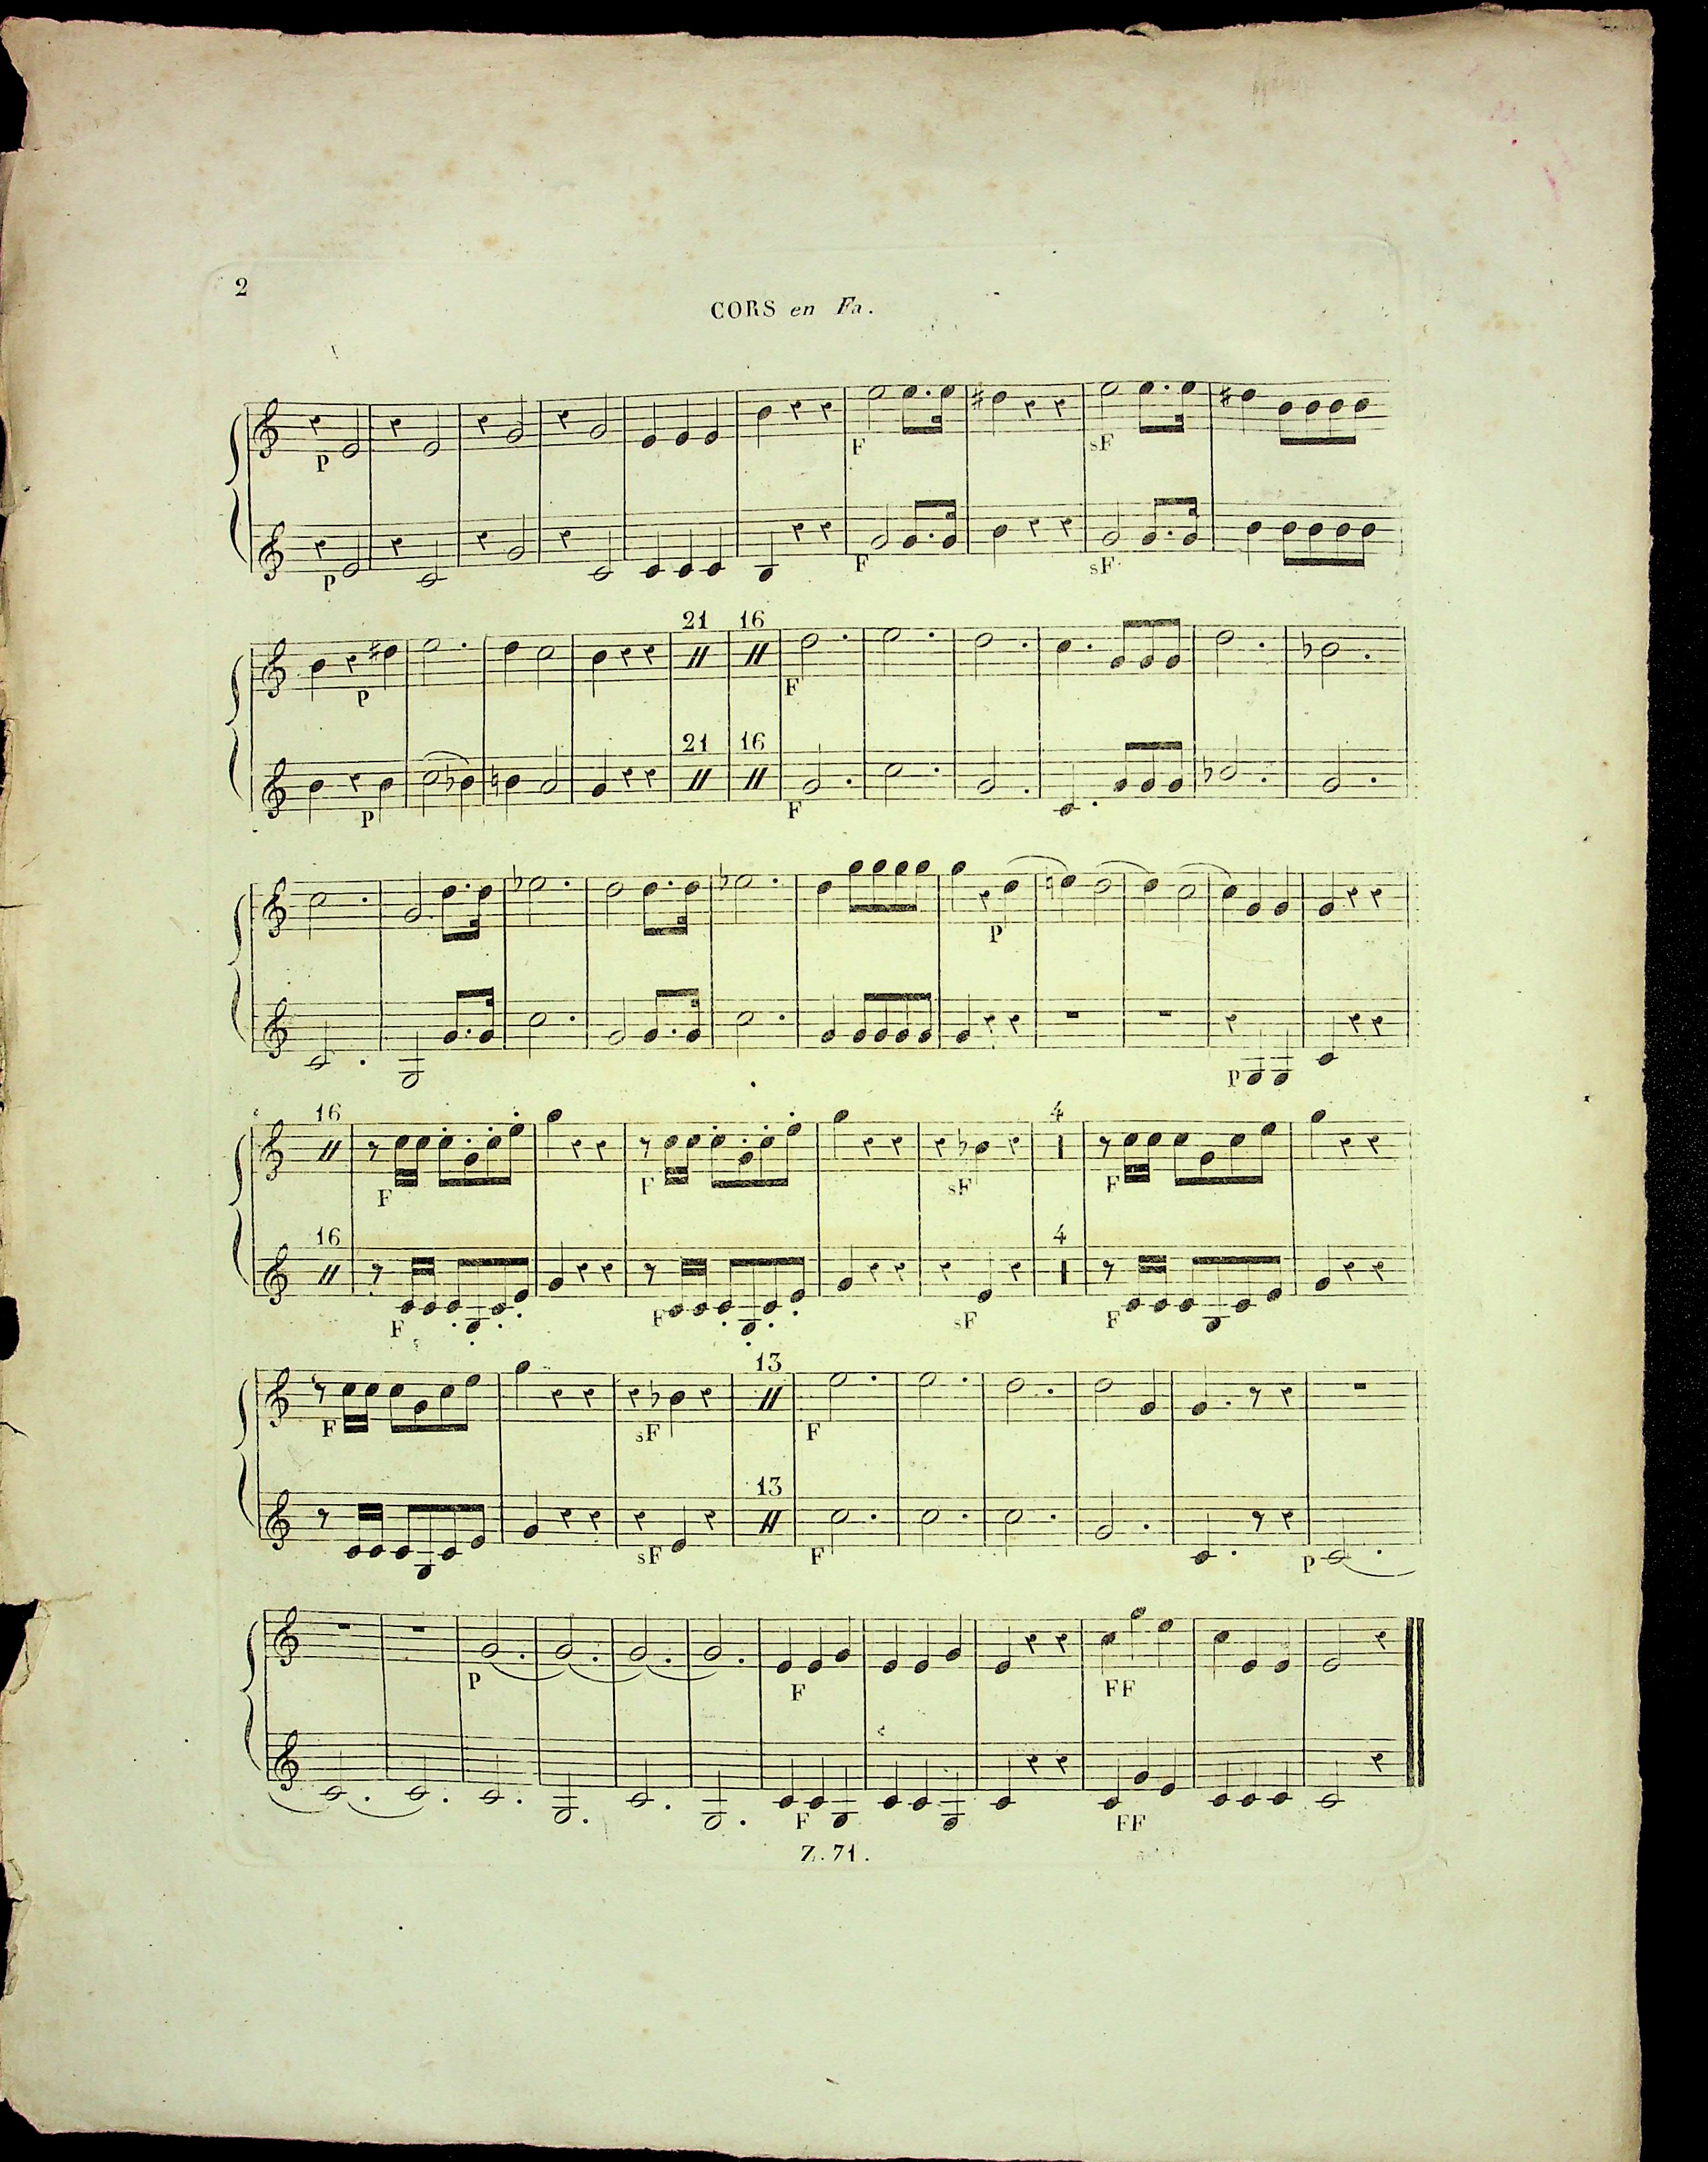 2
CORS en Fa.
P F sF
P F sF
21 16
P F
21 16
P F
P
P
16 4
F F sF F
16 4
F F sF F
13
F sF F
13
sF F P
P F FF
F FF
Z. 71.